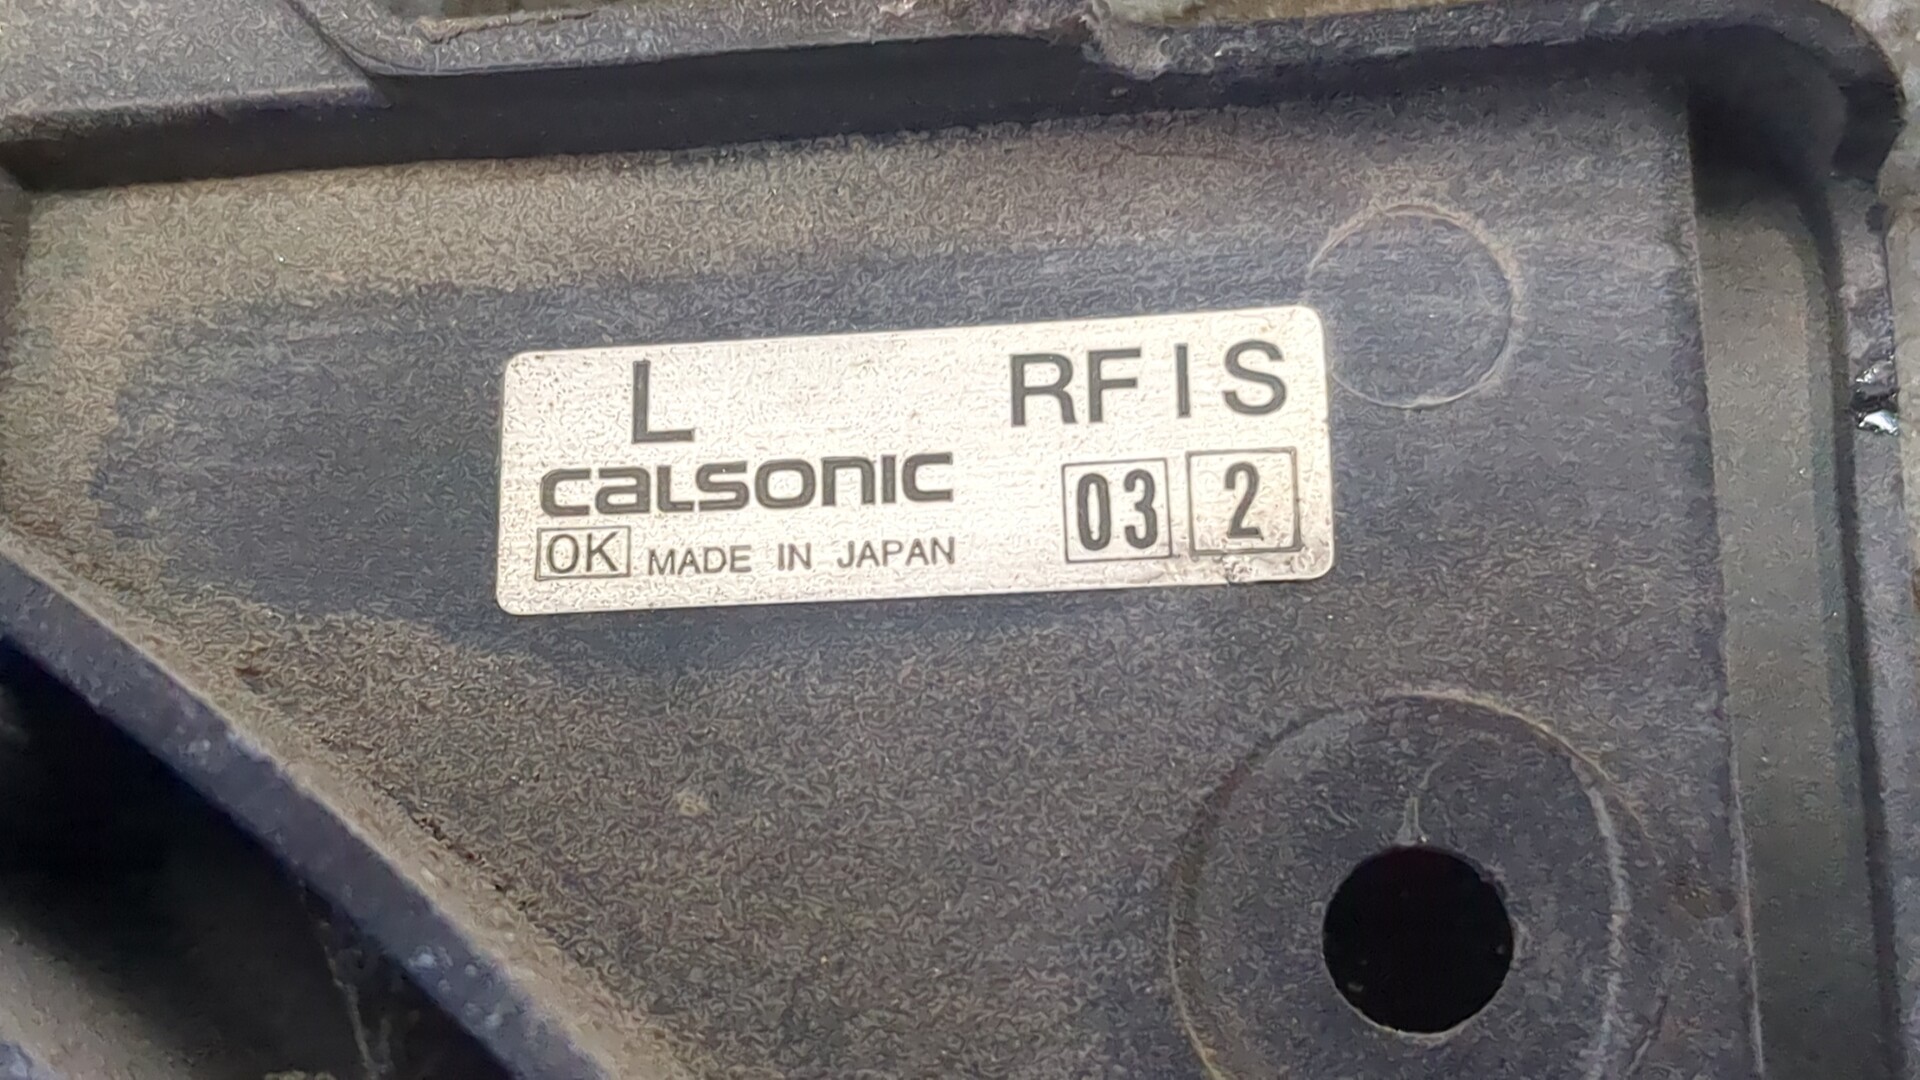 L RFIS
CALSONIC 03 2
OK MADE IN JAPAN